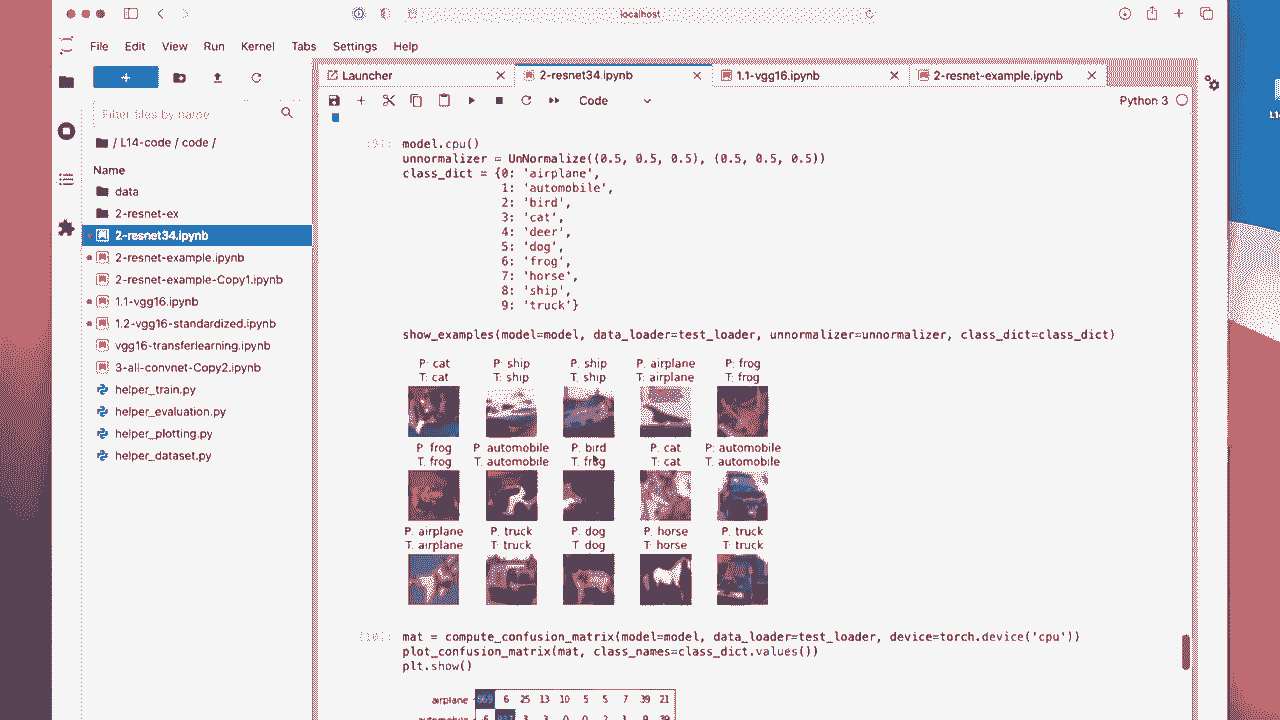 localhost
File Edit View Run Kernel Tabs Settings Help
Launcher
2-resnet34.ipynb
1.1-vgg16.ipynb
2-resnet-example.ipynb
Filter files by name
Code
Python 3
/ L14-code / code /
Name
data
2-resnet-ex
2-resnet34.ipynb
2-resnet-example.ipynb
2-resnet-example-Copy1.ipynb
1.1-vgg16.ipynb
1.2-vgg16-standardized.ipynb
vgg16-transferlearning.ipynb
3-all-convnet-Copy2.ipynb
helper_train.py
helper_evaluation.py
helper_plotting.py
helper_dataset.py
model.cpu()
unnormalizer = UnNormalize((0.5, 0.5, 0.5), (0.5, 0.5, 0.5))
class_dict = {0: 'airplane',
1: 'automobile',
2: 'bird',
3: 'cat',
4: 'deer',
5: 'dog',
6: 'frog',
7: 'horse',
8: 'ship',
9: 'truck'}
show_examples(model=model, data_loader=test_loader, unnormalizer=unnormalizer, class_dict=class_dict)
P: cat P: ship P: ship P: airplane P: frog
T: cat T: ship T: ship T: airplane T: frog
P: frog P: automobile P: bird P: cat P: automobile
T: frog T: automobile T: frog T: cat T: automobile
P: airplane P: truck P: dog P: horse P: truck
T: airplane T: truck T: dog T: horse T: truck
mat = compute_confusion_matrix(model=model, data_loader=test_loader, device=torch.device('cpu'))
plot_confusion_matrix(mat, class_names=class_dict.values())
plt.show()
airplane 6 25 13 10 5 5 7 39 21